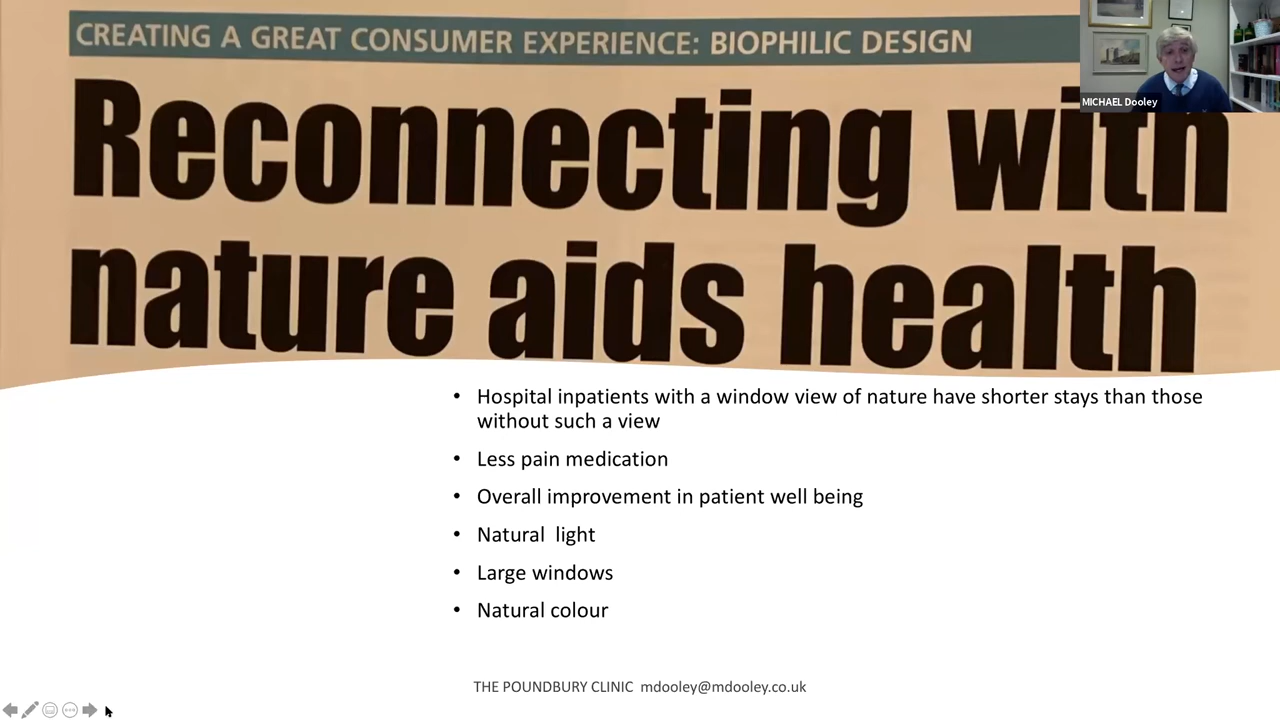 CREATING A GREAT CONSUMER EXPERIENCE: BIOPHILIC DESIGN
MICHAEL Dooley
Reconnecting with
nature aids health
• Hospital inpatients with a window view of nature have shorter stays than those
without such a view
• Less pain medication
• Overall improvement in patient well being
• Natural light
• Large windows
• Natural colour
THE POUNDBURY CLINIC mdooley@mdooley.co.uk